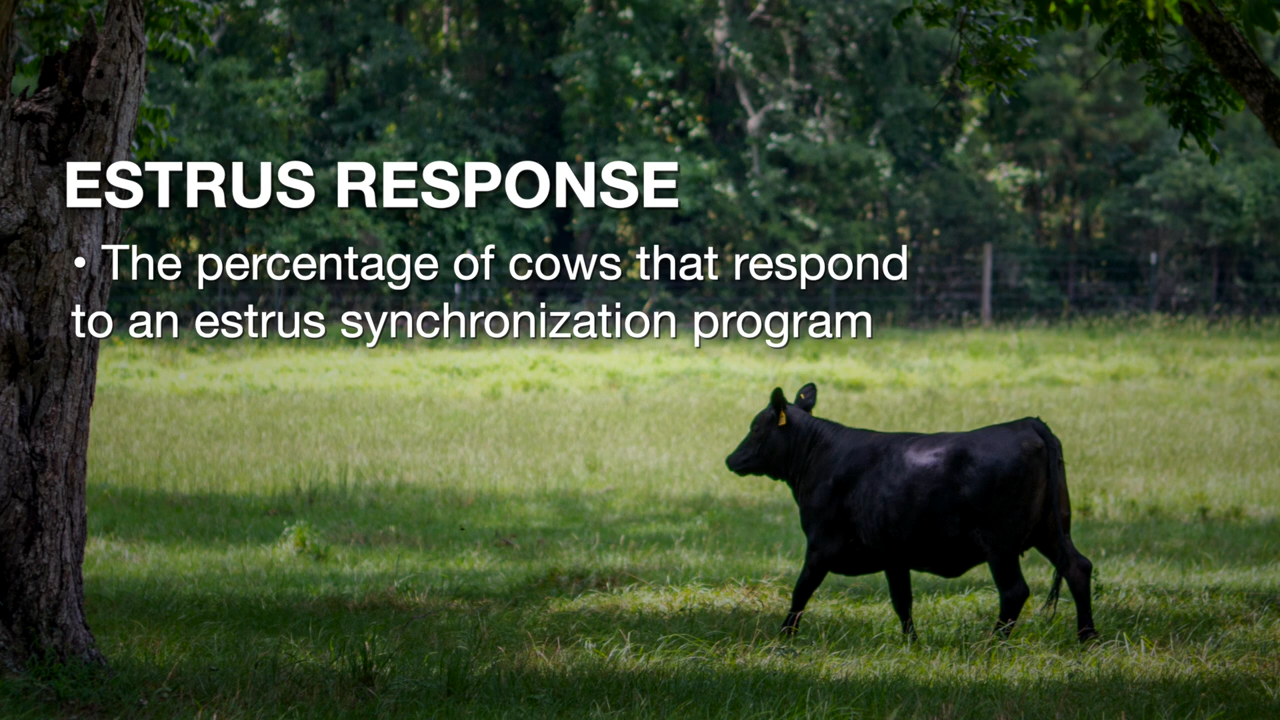 ESTRUS RESPONSE
• The percentage of cows that respond
to an estrus synchronization program